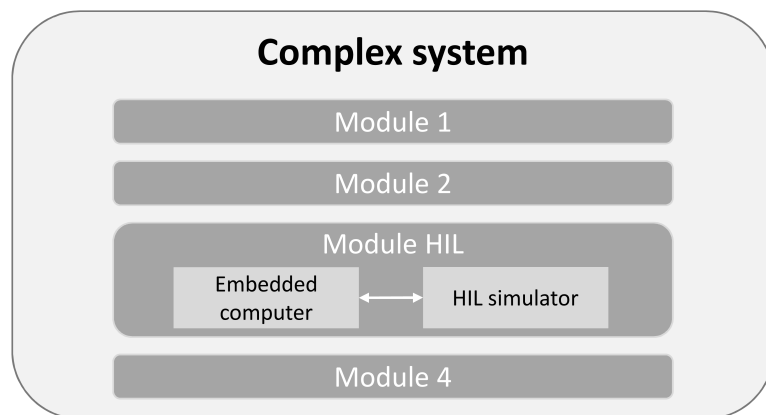 Complex system
Module 1
Module 2
Module HIL
Embedded
computer
HIL simulator
Module 4